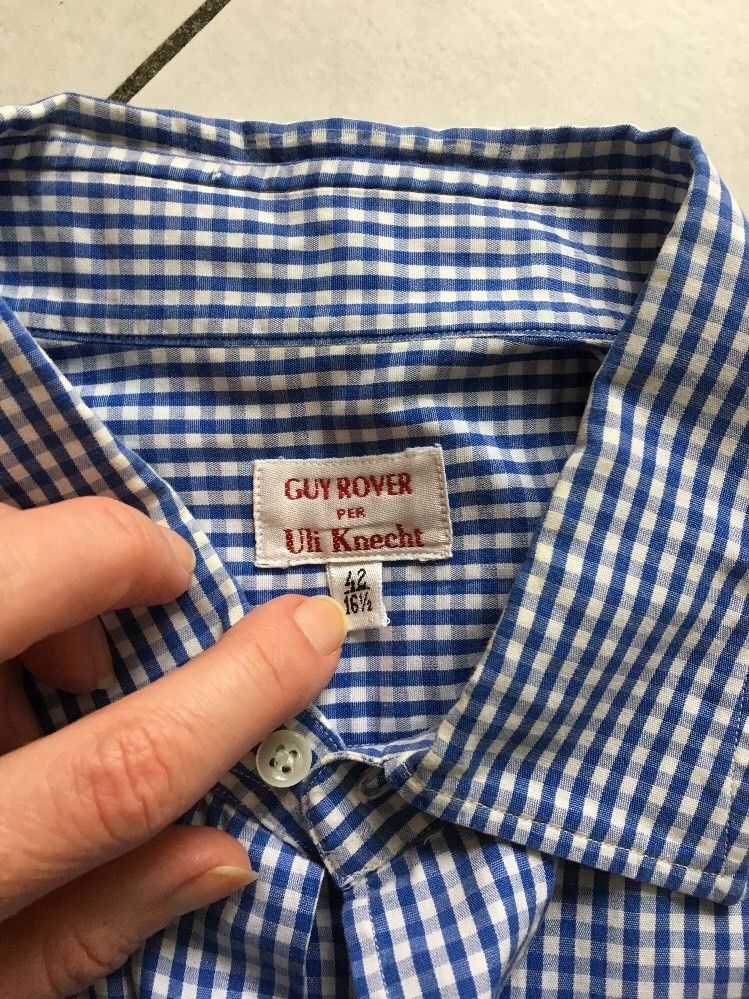 GUY ROVER
PER
Uli Knecht
42
16½